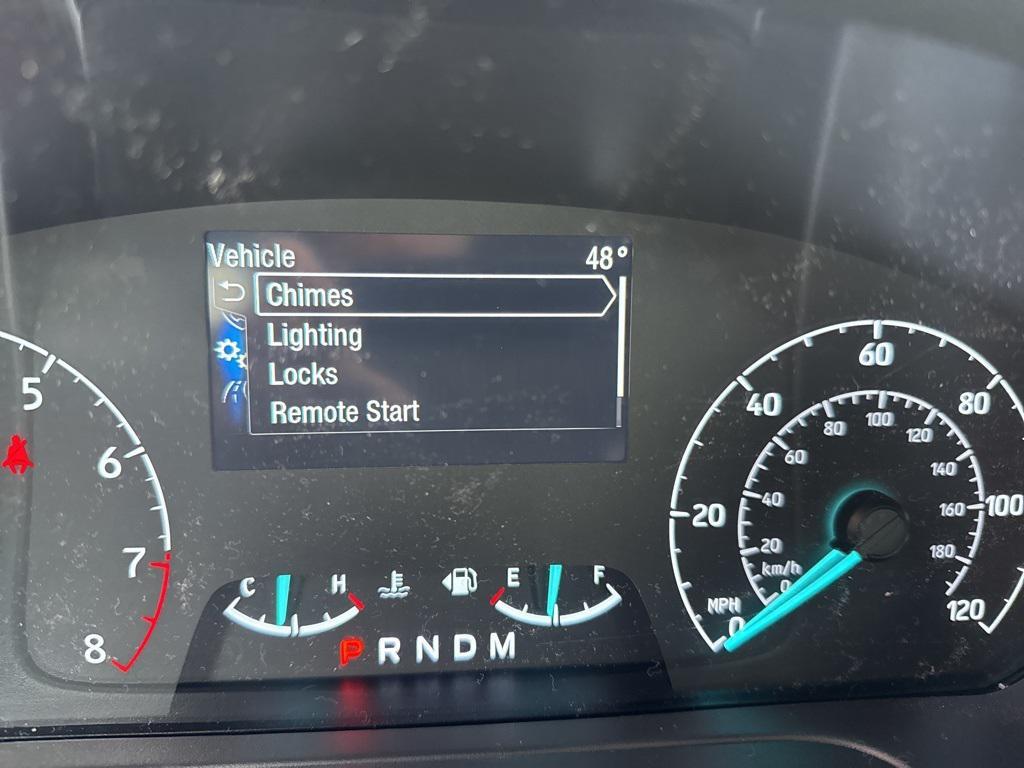 Vehicle 48°
Chimes
Lighting
Locks
Remote Start
5
6
7
8
C H
E F
P R N D M
0 20 40 60 80 100 120
MPH
0 20 40 60 80 100 120 140 160 180
km/h